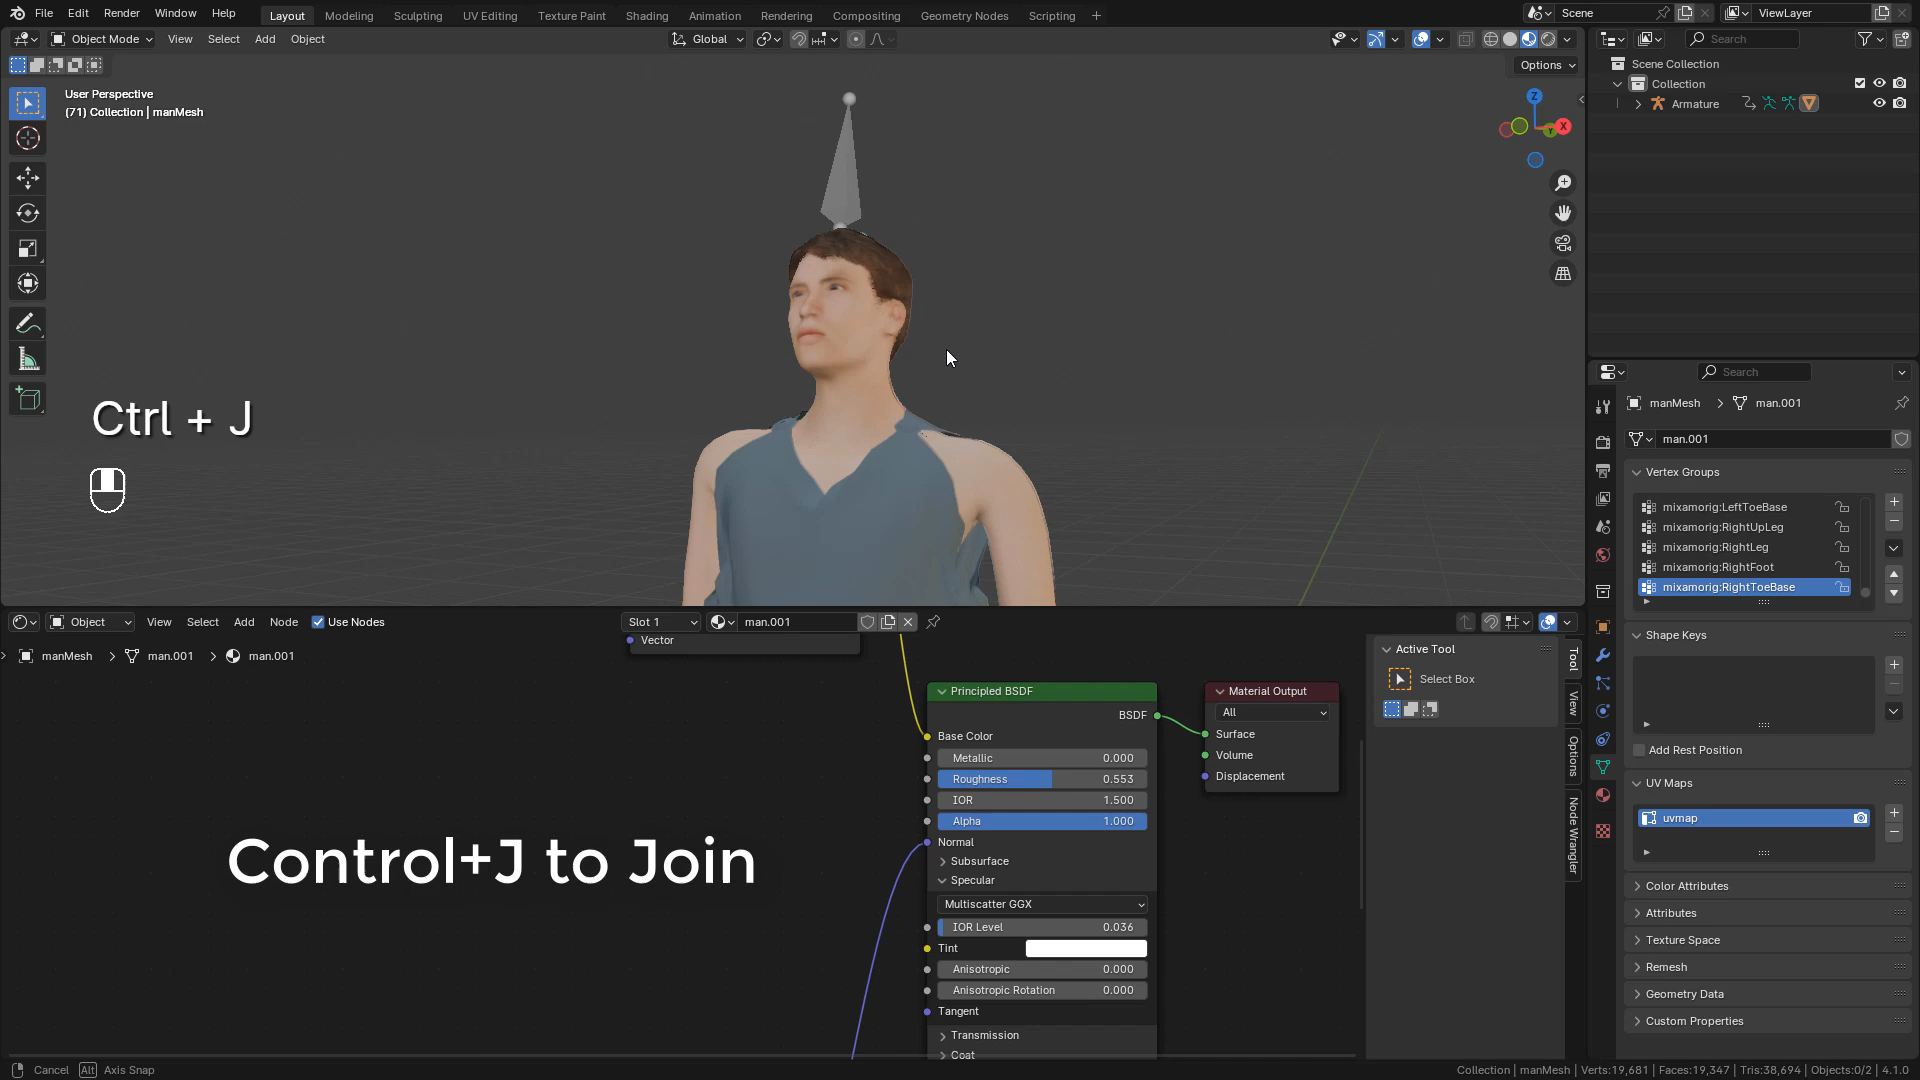 File Edit Render Window Help Layout Modeling Sculpting UV Editing Texture Paint Shading Animation Rendering Compositing Geometry Nodes Scripting + Scene ViewLayer
Object Mode View Select Add Object Global Search
Options
User Perspective
(71) Collection | manMesh
Z
X
Y
Scene Collection
Collection
Armature
Ctrl + J
Search
manMesh > man.001
man.001
Vertex Groups
mixamorig:LeftToeBase
mixamorig:RightUpLeg
mixamorig:RightLeg
mixamorig:RightFoot
mixamorig:RightToeBase
Shape Keys
Add Rest Position
UV Maps
uvmap
Color Attributes
Attributes
Texture Space
Remesh
Geometry Data
Custom Properties
Object View Select Add Node Use Nodes Slot 1 man.001
Vector
manMesh > man.001 > man.001
Active Tool
Select Box
Tool
View
Options
Node Wrangler
Principled BSDF
BSDF
Base Color
Metallic 0.000
Roughness 0.553
IOR 1.500
Alpha 1.000
Normal
Subsurface
Specular
Multiscatter GGX
IOR Level 0.036
Tint
Anisotropic 0.000
Anisotropic Rotation 0.000
Tangent
Transmission
Coat
Material Output
All
Surface
Volume
Displacement
Control+J to Join
Cancel Alt Axis Snap
Collection | manMesh | Verts:19,681 | Faces:19,347 | Tris:38,694 | Objects:0/2 | 4.1.0